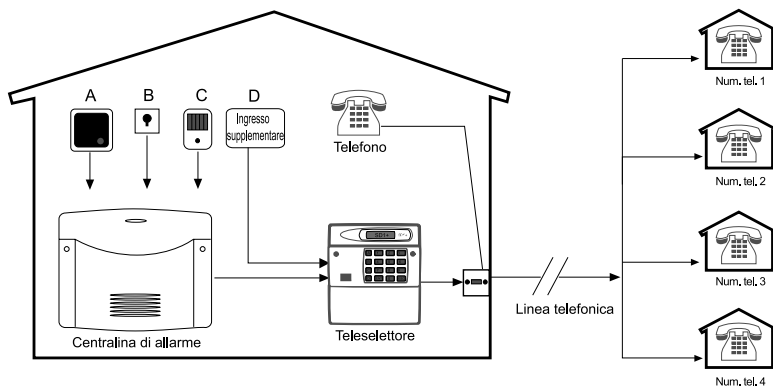 A
B
C
D
Ingresso
supplementare
Telefono
SD1+
Centralina di allarme
Teleselettore
Linea telefonica
Num. tel. 1
Num. tel. 2
Num. tel. 3
Num. tel. 4